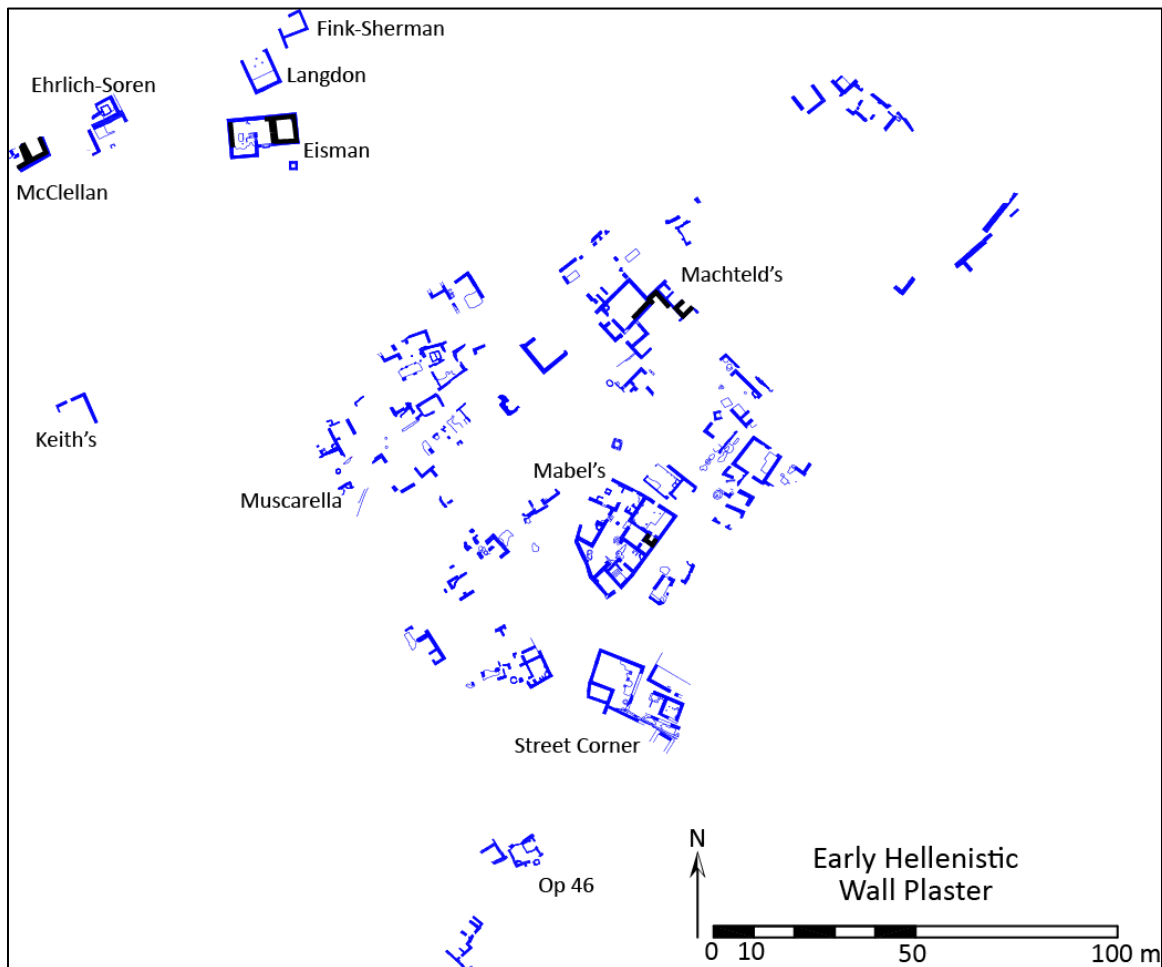 Fink-Sherman
Langdon
Ehrlich-Soren
Eisman
McClellan
Machteld's
Keith's
Mabel's
Muscarella
Street Corner
Op 46
N
Early Hellenistic
Wall Plaster
0 10 50 100 m